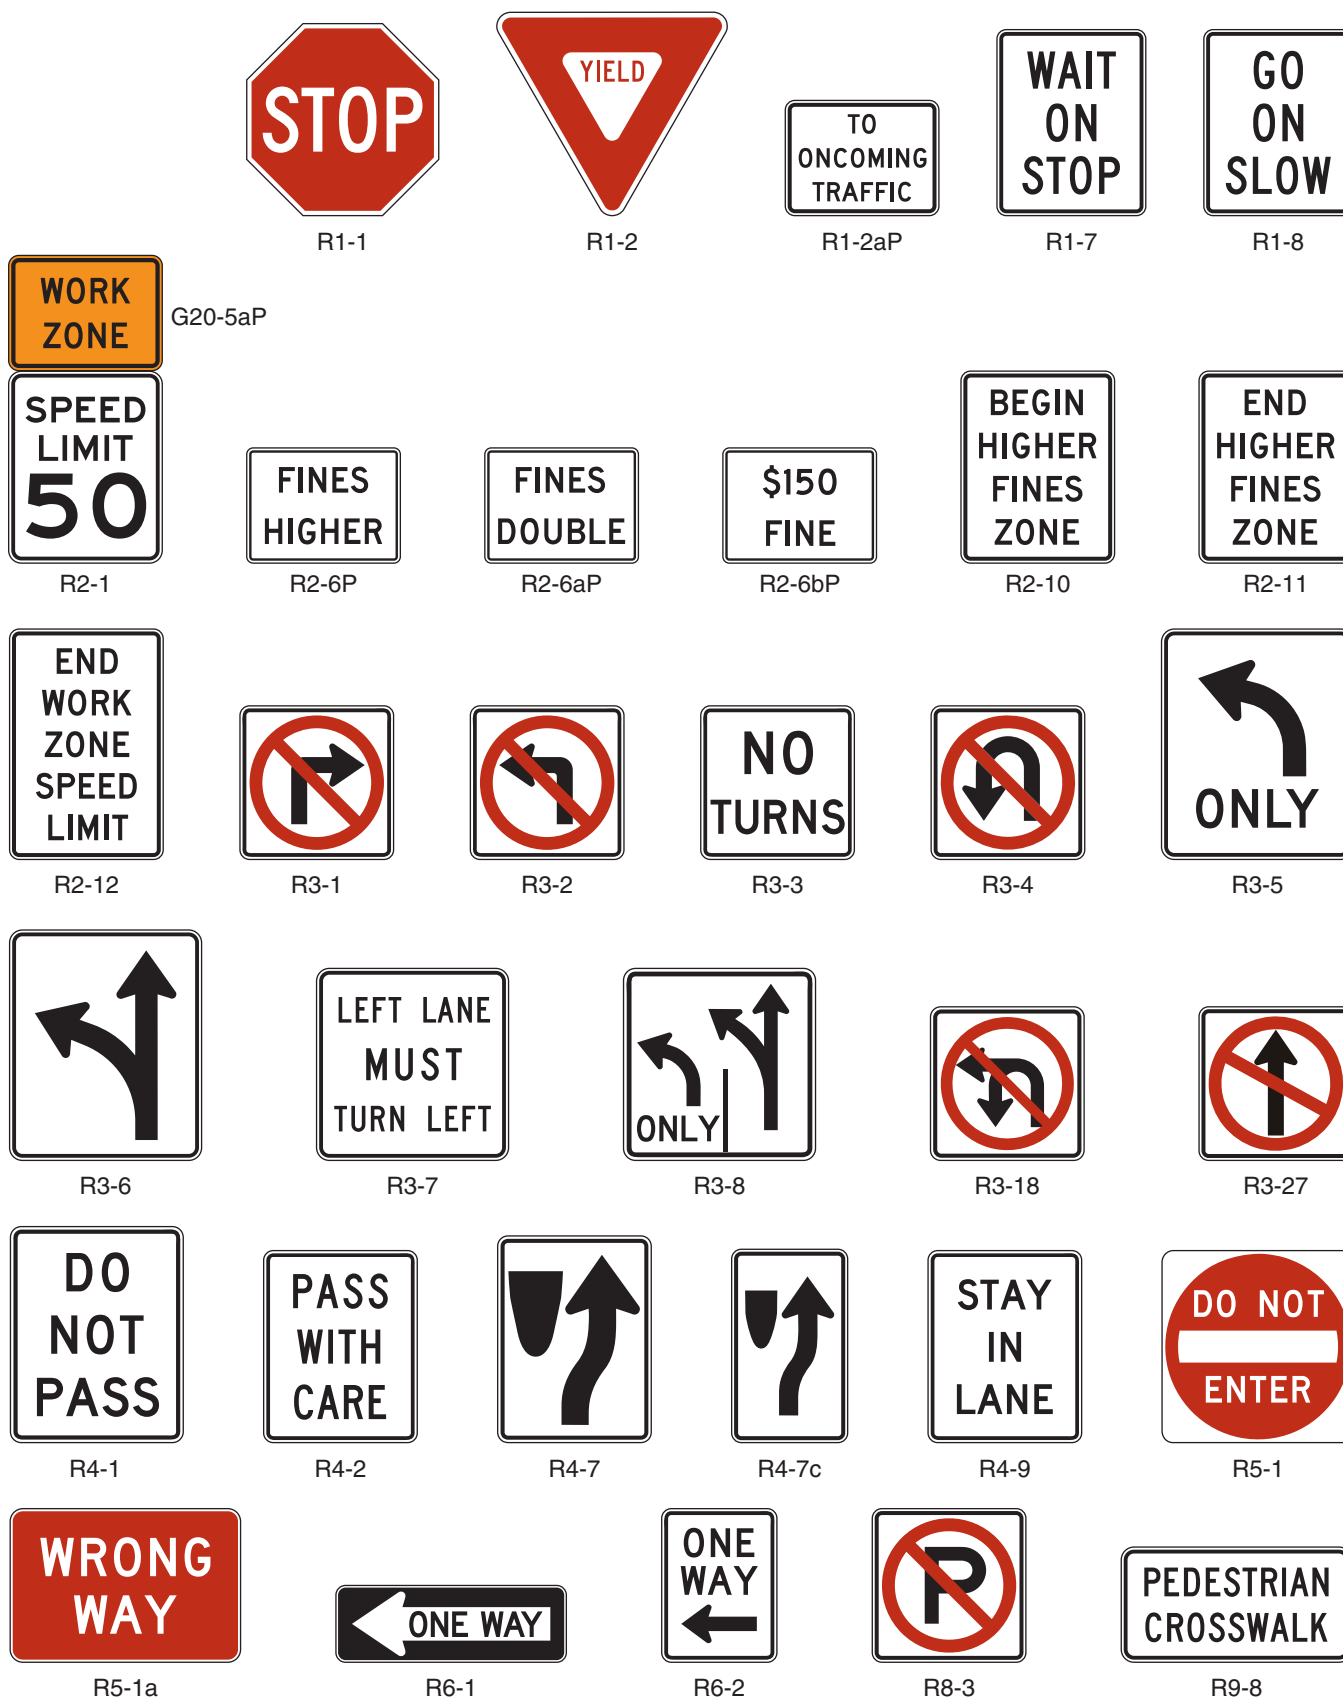 STOP
R1-1
YIELD
R1-2
TO
ONCOMING
TRAFFIC
R1-2aP
WAIT
ON
STOP
R1-7
GO
ON
SLOW
R1-8
WORK
ZONE
G20-5aP
SPEED
LIMIT
50
R2-1
FINES
HIGHER
R2-6P
FINES
DOUBLE
R2-6aP
$150
FINE
R2-6bP
BEGIN
HIGHER
FINES
ZONE
R2-10
END
HIGHER
FINES
ZONE
R2-11
END
WORK
ZONE
SPEED
LIMIT
R2-12
R3-1
R3-2
NO
TURNS
R3-3
R3-4
ONLY
R3-5
R3-6
LEFT LANE
MUST
TURN LEFT
R3-7
ONLY
R3-8
R3-18
R3-27
DO
NOT
PASS
R4-1
PASS
WITH
CARE
R4-2
R4-7
R4-7c
STAY
IN
LANE
R4-9
DO NOT
ENTER
R5-1
WRONG
WAY
R5-1a
ONE WAY
R6-1
ONE
WAY
R6-2
P
R8-3
PEDESTRIAN
CROSSWALK
R9-8